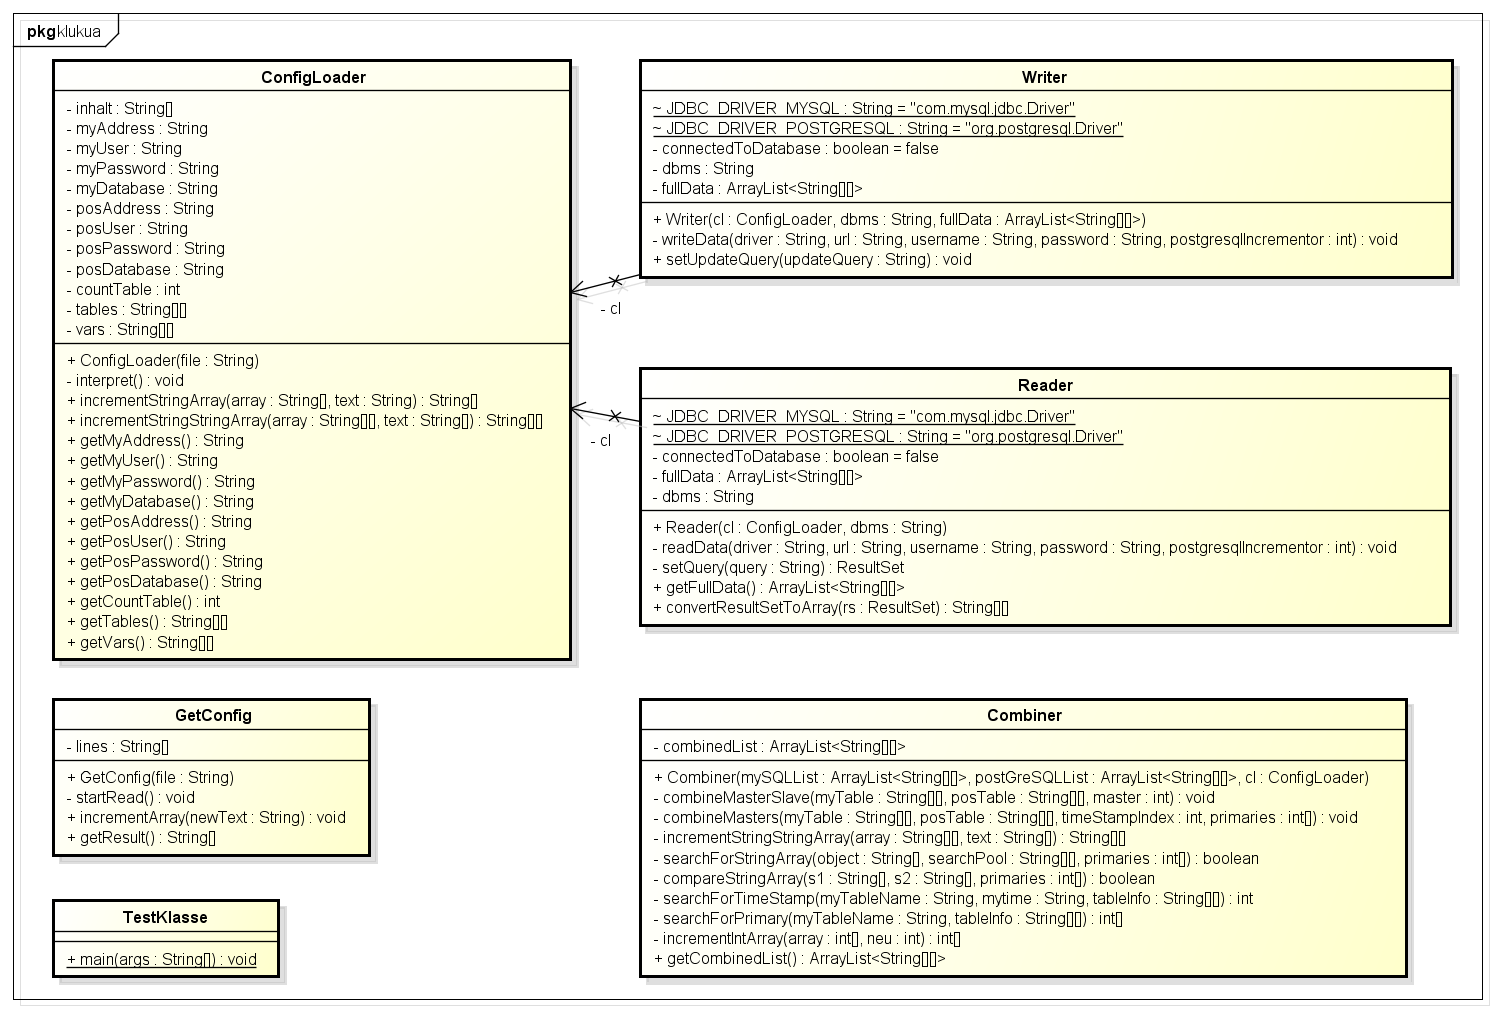 pkg klukua
ConfigLoader
- inhalt : String[]
- myAddress : String
- myUser : String
- myPassword : String
- myDatabase : String
- posAddress : String
- posUser : String
- posPassword : String
- posDatabase : String
- countTable : int
- tables : String[][]
- vars : String[][]
+ ConfigLoader(file : String)
- interpret() : void
+ incrementStringArray(array : String[], text : String) : String[]
+ incrementStringStringArray(array : String[][], text : String[]) : String[][]
+ getMyAddress() : String
+ getMyUser() : String
+ getMyPassword() : String
+ getMyDatabase() : String
+ getPosAddress() : String
+ getPosUser() : String
+ getPosPassword() : String
+ getPosDatabase() : String
+ getCountTable() : int
+ getTables() : String[][]
+ getVars() : String[][]
Writer
~ JDBC_DRIVER_MYSQL : String = "com.mysql.jdbc.Driver"
~ JDBC_DRIVER_POSTGRESQL : String = "org.postgresql.Driver"
- connectedToDatabase : boolean = false
- dbms : String
- fullData : ArrayList<String[][]>
+ Writer(cl : ConfigLoader, dbms : String, fullData : ArrayList<String[][]>)
- writeData(driver : String, url : String, username : String, password : String, postgresqlIncrementor : int) : void
+ setUpdateQuery(updateQuery : String) : void
- cl
Reader
~ JDBC_DRIVER_MYSQL : String = "com.mysql.jdbc.Driver"
~ JDBC_DRIVER_POSTGRESQL : String = "org.postgresql.Driver"
- connectedToDatabase : boolean = false
- fullData : ArrayList<String[][]>
- dbms : String
+ Reader(cl : ConfigLoader, dbms : String)
- readData(driver : String, url : String, username : String, password : String, postgresqlIncrementor : int) : void
- setQuery(query : String) : ResultSet
+ getFullData() : ArrayList<String[][]>
+ convertResultSetToArray(rs : ResultSet) : String[][]
- cl
GetConfig
- lines : String[]
+ GetConfig(file : String)
- startRead() : void
+ incrementArray(newText : String) : void
+ getResult() : String[]
Combiner
- combinedList : ArrayList<String[][]>
+ Combiner(mySQLList : ArrayList<String[][]>, postGreSQLList : ArrayList<String[][]>, cl : ConfigLoader)
- combineMasterSlave(myTable : String[][], posTable : String[][], master : int) : void
- combineMasters(myTable : String[][], posTable : String[][], timeStampIndex : int, primaries : int[]) : void
- incrementStringStringArray(array : String[][], text : String[]) : String[][]
- searchForStringArray(object : String[], searchPool : String[][], primaries : int[]) : boolean
- compareStringArray(s1 : String[], s2 : String[], primaries : int[]) : boolean
- searchForTimeStamp(myTableName : String, mytime : String, tableInfo : String[][]) : int
- searchForPrimary(myTableName : String, tableInfo : String[][]) : int[]
- incrementIntArray(array : int[], neu : int) : int[]
+ getCombinedList() : ArrayList<String[][]>
TestKlasse
+ main(args : String[]) : void